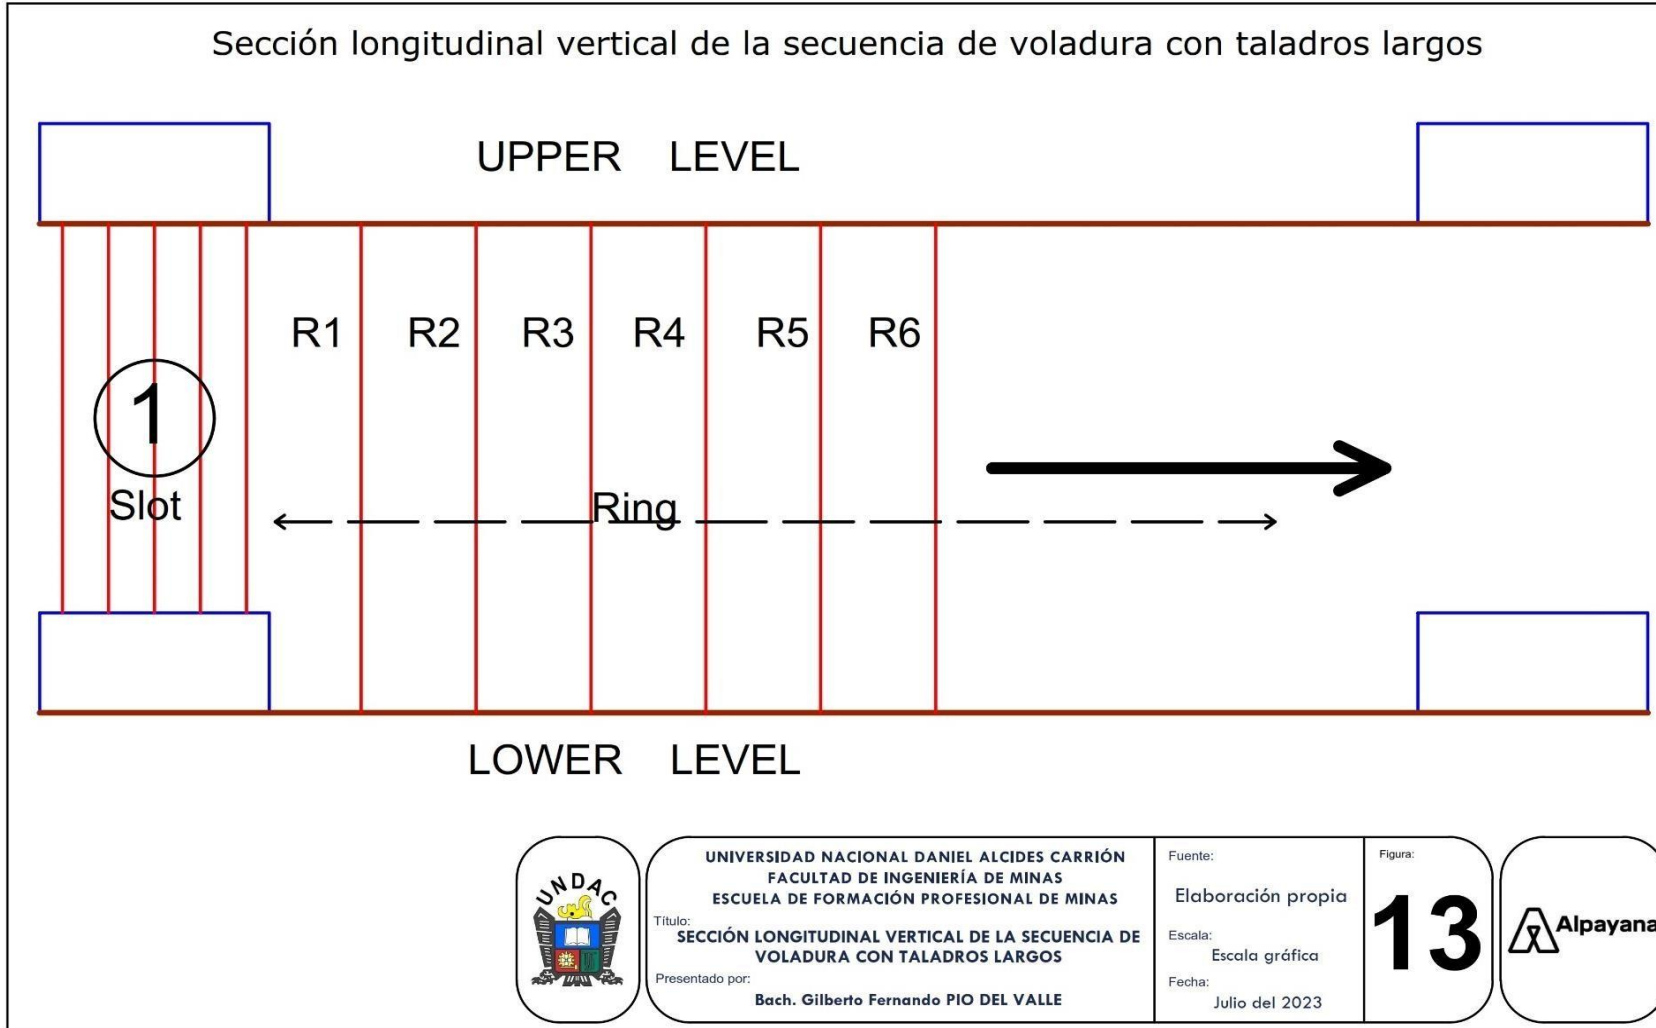 Sección longitudinal vertical de la secuencia de voladura con taladros largos
UPPER LEVEL
R1 R2 R3 R4 R5 R6
1
Slot
Ring
LOWER LEVEL
UNDAC
UNIVERSIDAD NACIONAL DANIEL ALCIDES CARRIÓN
FACULTAD DE INGENIERÍA DE MINAS
ESCUELA DE FORMACIÓN PROFESIONAL DE MINAS
Título:
SECCIÓN LONGITUDINAL VERTICAL DE LA SECUENCIA DE
VOLADURA CON TALADROS LARGOS
Presentado por:
Bach. Gilberto Fernando PIO DEL VALLE
Fuente:
Elaboración propia
Escala:
Escala gráfica
Fecha:
Julio del 2023
Figura:
13
Alpayana